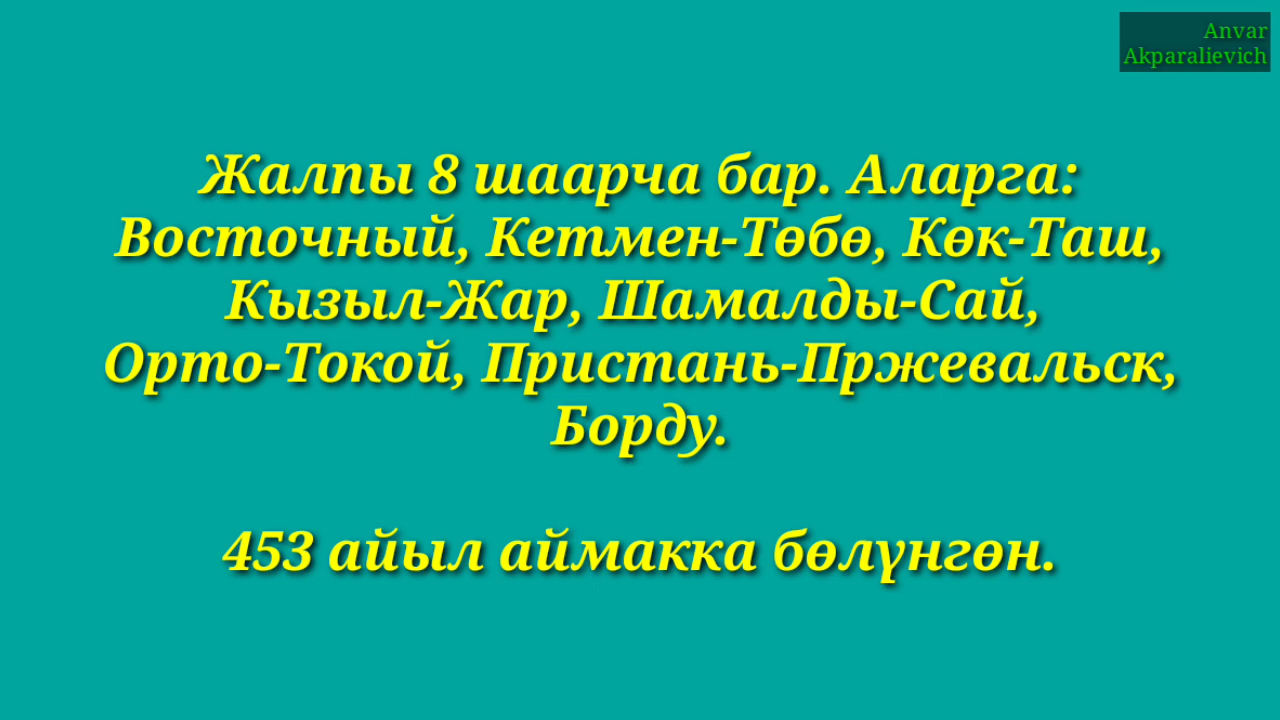 Anvar
Akparalievich
Жалпы 8 шаарча бар. Аларга:
Восточный, Кетмен-Төбө, Көк-Таш,
Кызыл-Жар, Шамалды-Сай,
Орто-Токой, Пристань-Пржевальск,
Борду.
453 айыл аймакка бөлүнгөн.